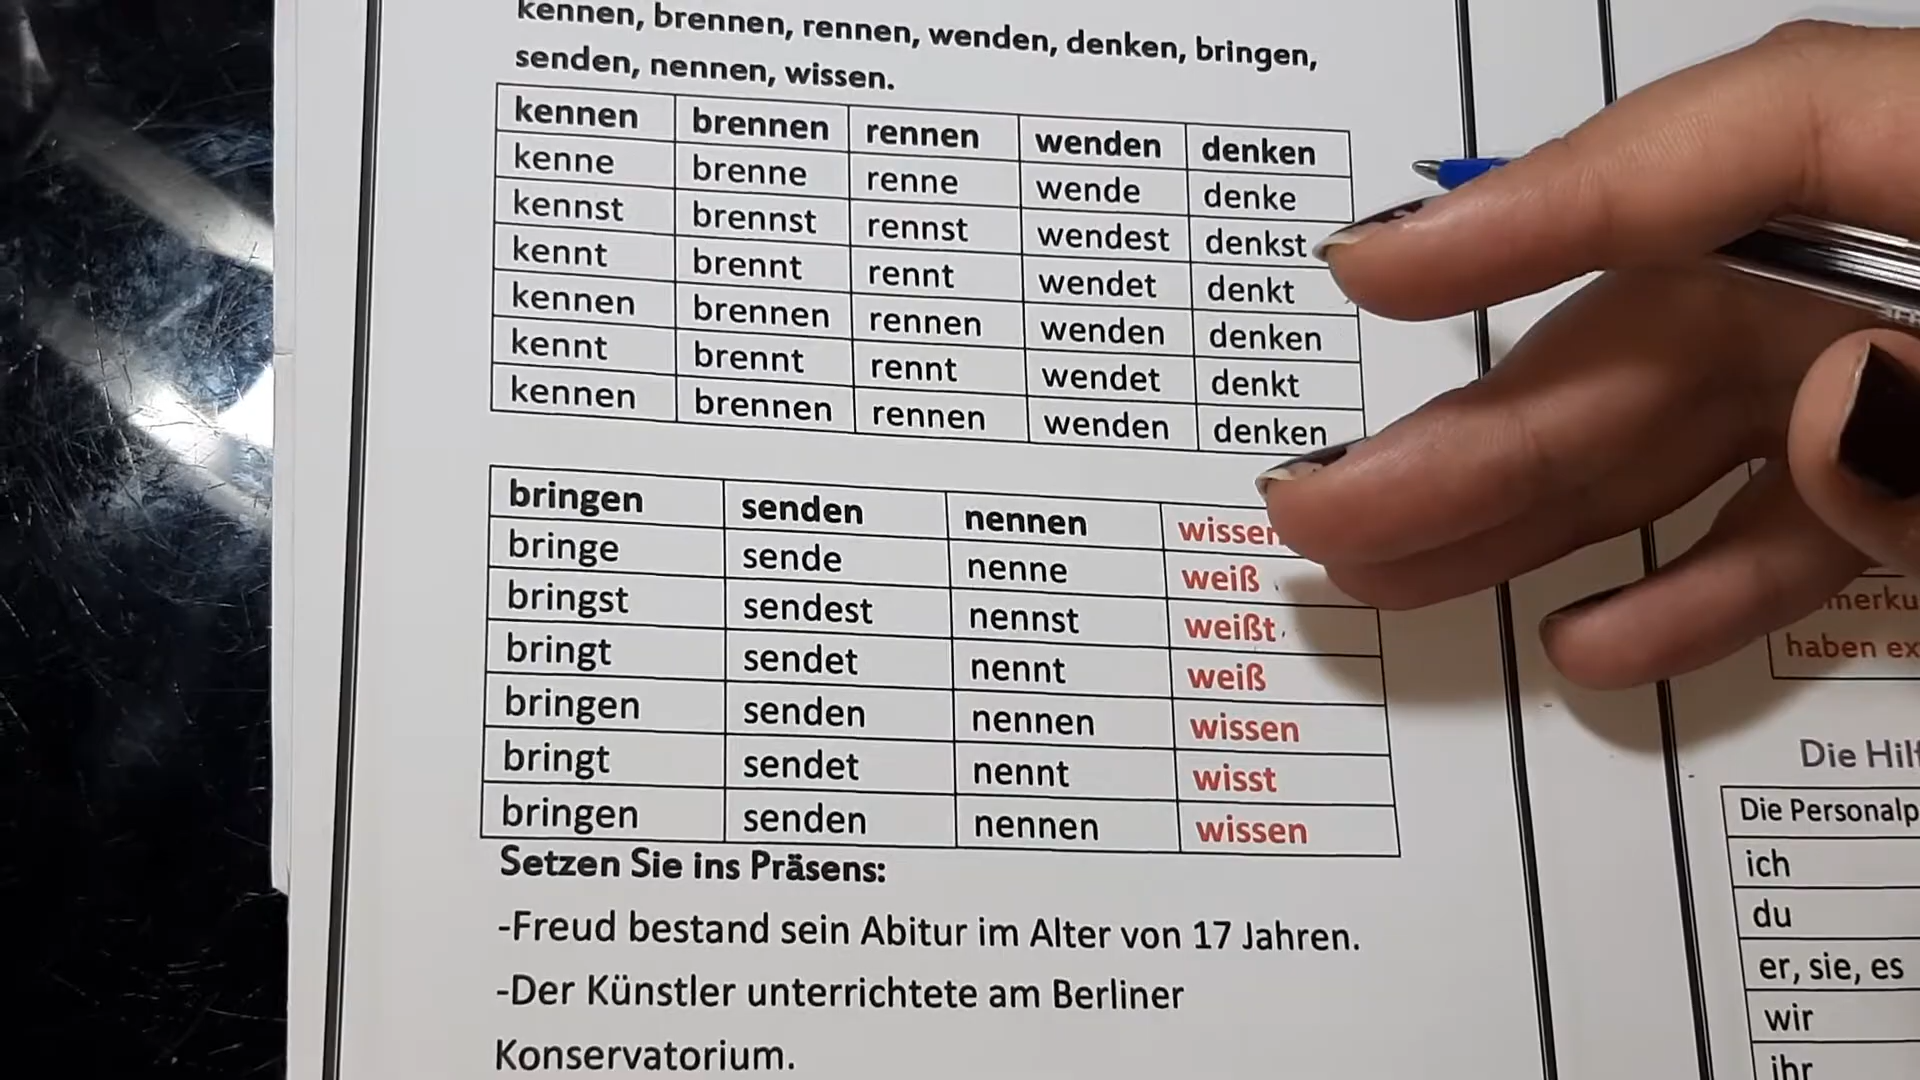 kennen, brennen, rennen, wenden, denken, bringen,
senden, nennen, wissen.
kennen brennen rennen wenden denken
kenne brenne renne wende denke
kennst brennst rennst wendest denkst
kennt brennt rennt wendet denkt
kennen brennen rennen wenden denken
kennt brennt rennt wendet denkt
kennen brennen rennen wenden denken
bringen senden nennen wissen
bringe sende nenne weiß
bringst sendest nennst weißt
bringt sendet nennt weiß
bringen senden nennen wissen
bringt sendet nennt wisst
bringen senden nennen wissen
Setzen Sie ins Präsens:
-Freud bestand sein Abitur im Alter von 17 Jahren.
-Der Künstler unterrichtete am Berliner
Konservatorium.
haben ex
Die Hilf
Die Personalp
ich
du
er, sie, es
wir
ihr